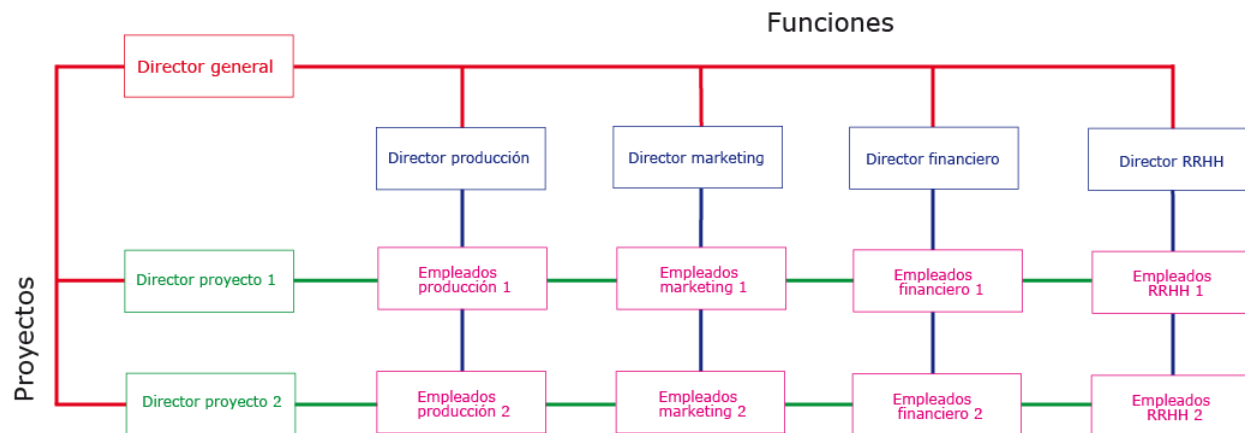 Funciones
Director general
Director producción
Director marketing
Director financiero
Director RRHH
Proyectos
Director proyecto 1
Empleados
producción 1
Empleados
marketing 1
Empleados
financiero 1
Empleados
RRHH 1
Director proyecto 2
Empleados
producción 2
Empleados
marketing 2
Empleados
financiero 2
Empleados
RRHH 2